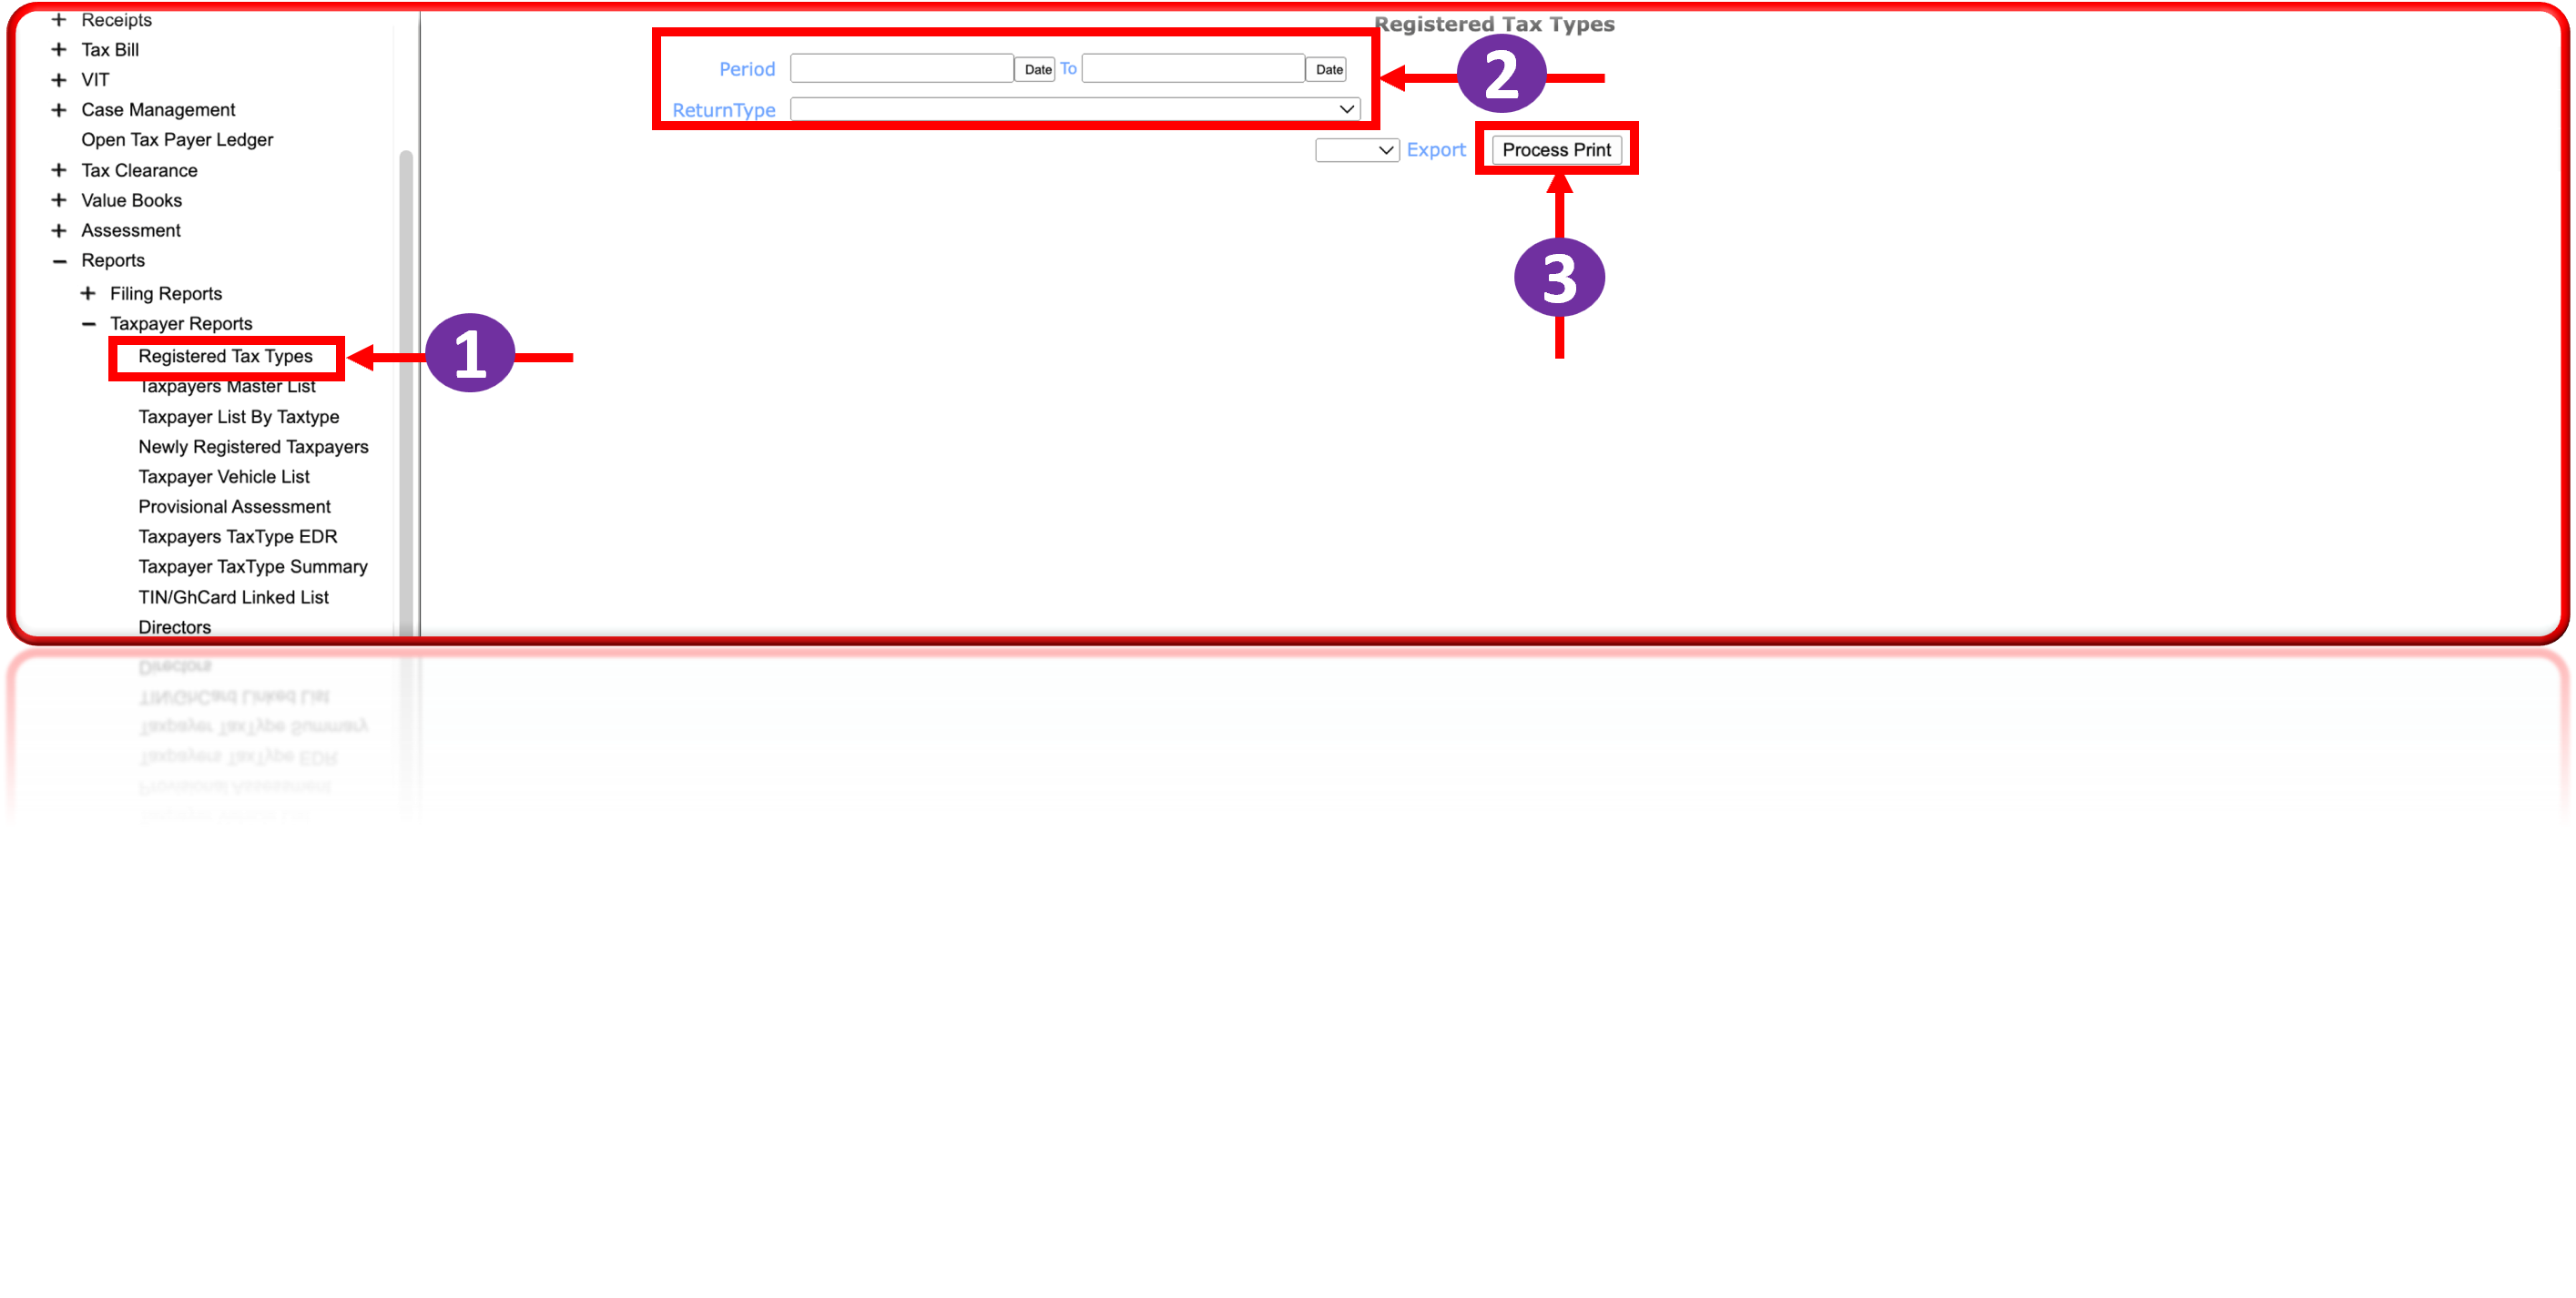 Receipts
Tax Bill
VIT
Case Management
Open Tax Payer Ledger
Tax Clearance
Value Books
Assessment
Reports
Filing Reports
Taxpayer Reports
Registered Tax Types
Taxpayers Master List
Taxpayer List By Taxtype
Newly Registered Taxpayers
Taxpayer Vehicle List
Provisional Assessment
Taxpayers TaxType EDR
Taxpayer TaxType Summary
TIN/GhCard Linked List
Directors
1
Registered Tax Types
Period Date To Date
ReturnType
2
Export Process Print
3